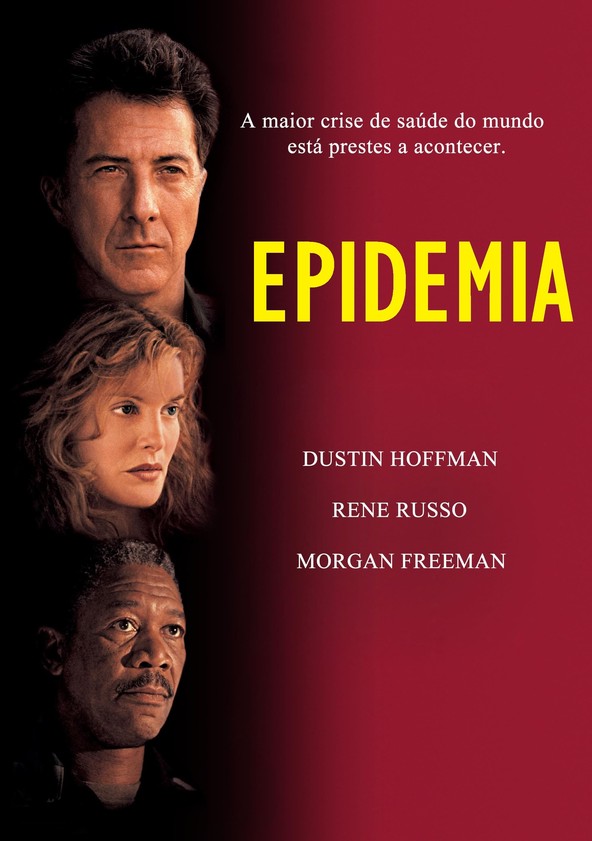 A maior crise de saúde do mundo
está prestes a acontecer.
EPIDEMIA
DUSTIN HOFFMAN
RENE RUSSO
MORGAN FREEMAN